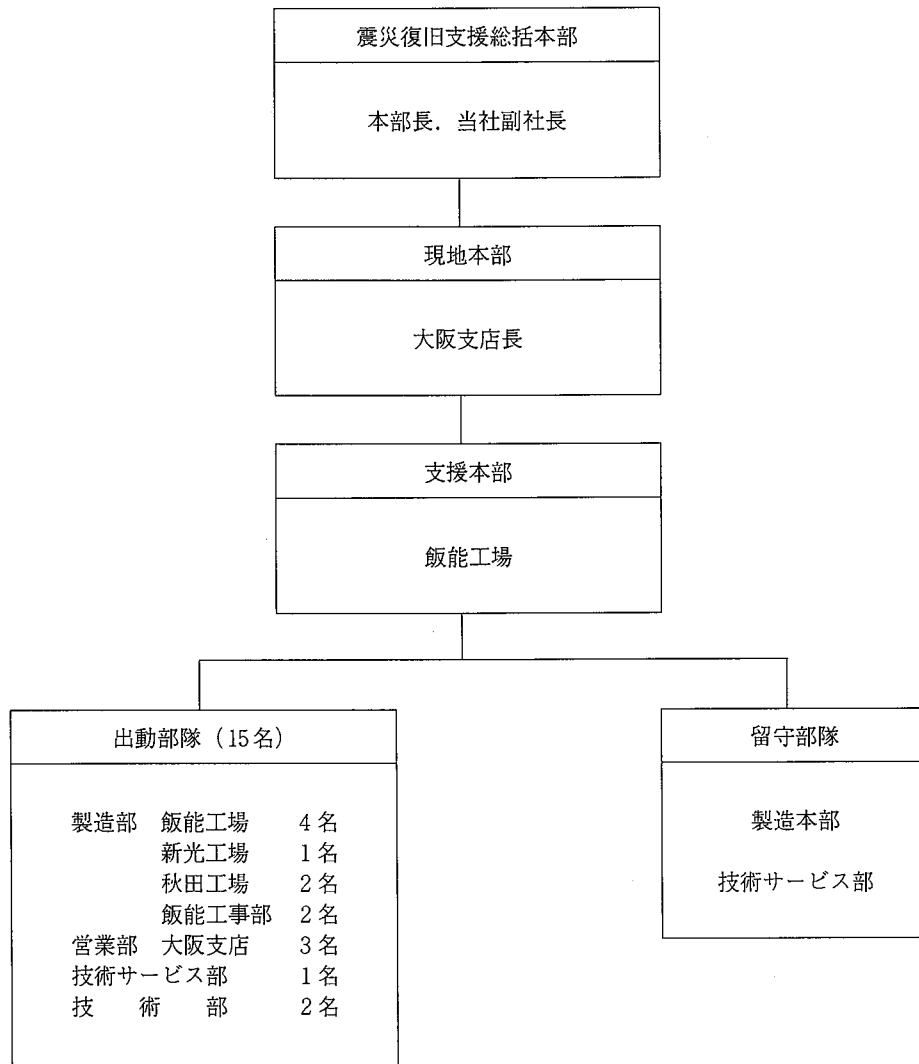 震災復旧支援総括本部
本部長．当社副社長
現地本部
大阪支店長
支援本部
飯能工場
出動部隊（15名）
製造部　飯能工場　4名
新光工場　1名
秋田工場　2名
飯能工事部　2名
営業部　大阪支店　3名
技術サービス部　1名
技　術　部　2名
留守部隊
製造本部
技術サービス部